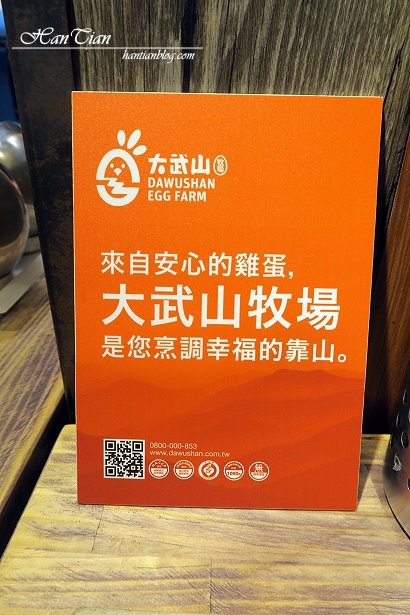 HanTian
hantianblog.com
大武山牧場
DAWUSHAN
EGG FARM
來自安心的雞蛋,
大武山牧場
是您烹調幸福的靠山。
0800-000-853
www.dawushan.com.tw